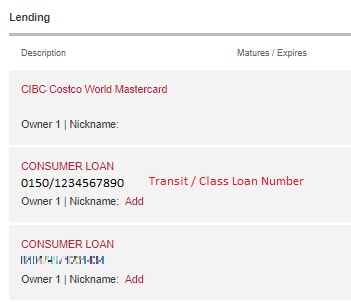 Lending
Description Matures / Expires
CIBC Costco World Mastercard
Owner 1 | Nickname:
CONSUMER LOAN
0150/1234567890 Transit / Class Loan Number
Owner 1 | Nickname: Add
CONSUMER LOAN
Owner 1 | Nickname: Add